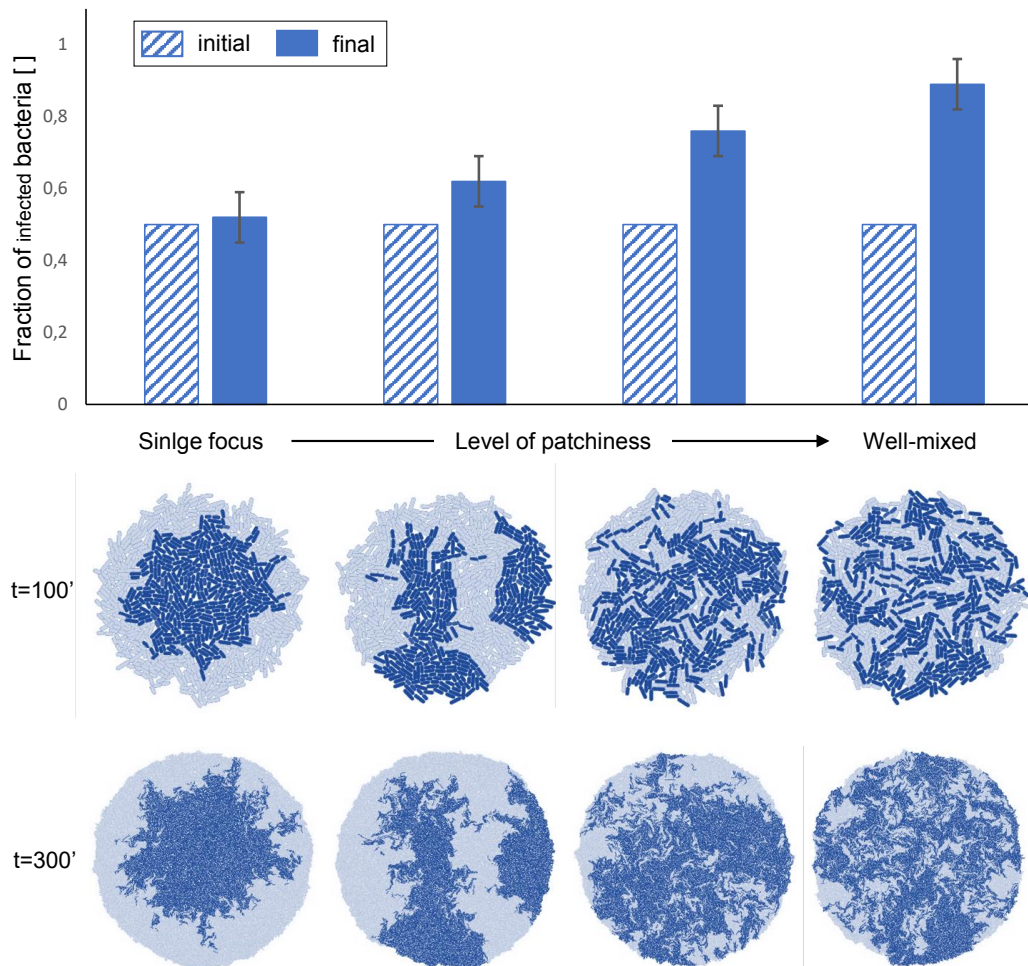 Fraction of infected bacteria [ ]
1
0,8
0,6
0,4
0,2
0
initial
final
Sinlge focus
Level of patchiness
Well-mixed
t=100’
t=300’